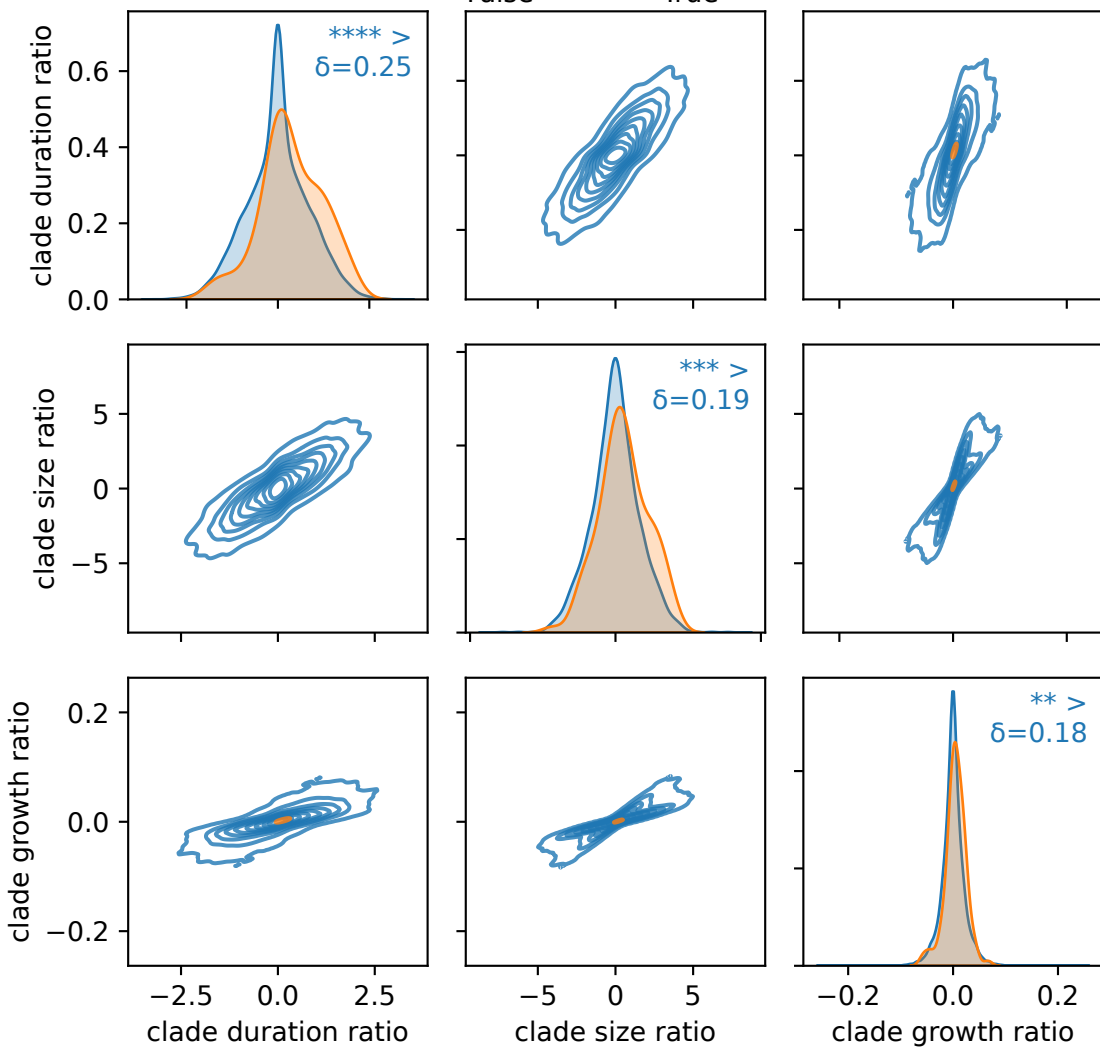 True
clade duration ratio
0.6
0.4
0.2
0.0
**** >
δ=0.25
clade size ratio
5
0
−5
*** >
δ=0.19
clade growth ratio
0.2
0.0
−0.2
** >
δ=0.18
−2.5 0.0 2.5
−5 0 5
−0.2 0.0 0.2
clade duration ratio
clade size ratio
clade growth ratio